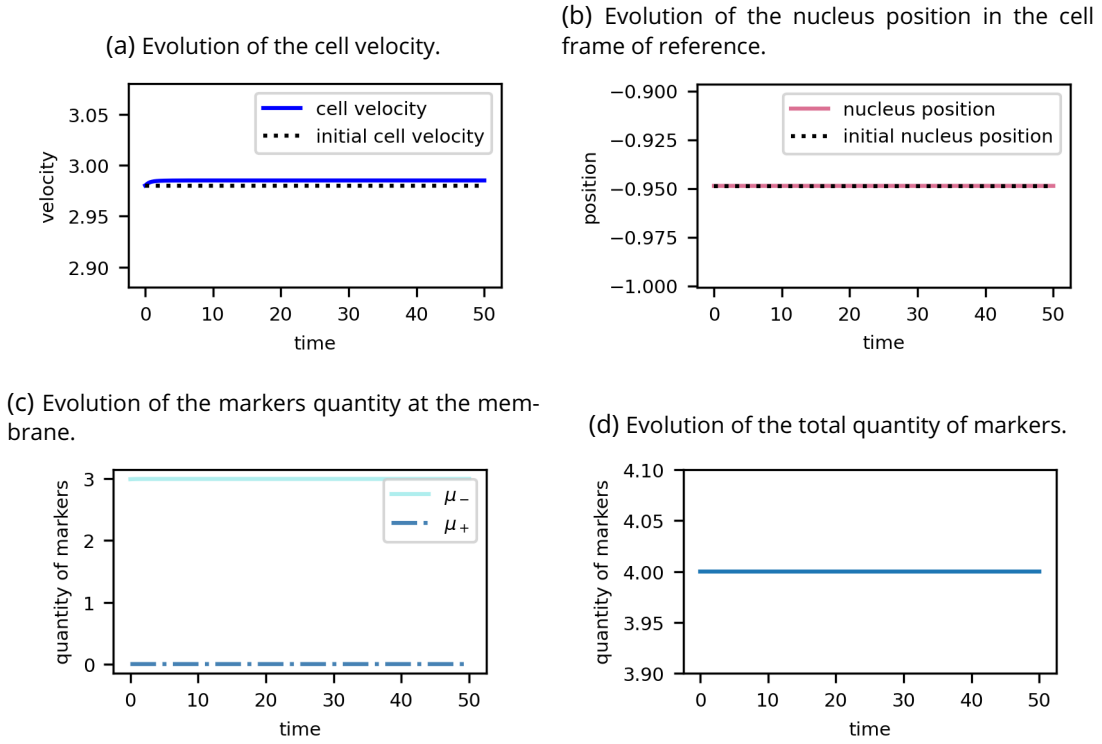 (a) Evolution of the cell velocity.
3.05
3.00
2.95
2.90
velocity
cell velocity
initial cell velocity
0 10 20 30 40 50
time
(b) Evolution of the nucleus position in the cell
frame of reference.
−0.900
−0.925
−0.950
−0.975
−1.000
position
nucleus position
initial nucleus position
0 10 20 30 40 50
time
(c) Evolution of the markers quantity at the mem-
brane.
3
2
1
0
quantity of markers
μ−
μ+
0 10 20 30 40 50
time
(d) Evolution of the total quantity of markers.
4.10
4.05
4.00
3.95
3.90
quantity of markers
0 10 20 30 40 50
time